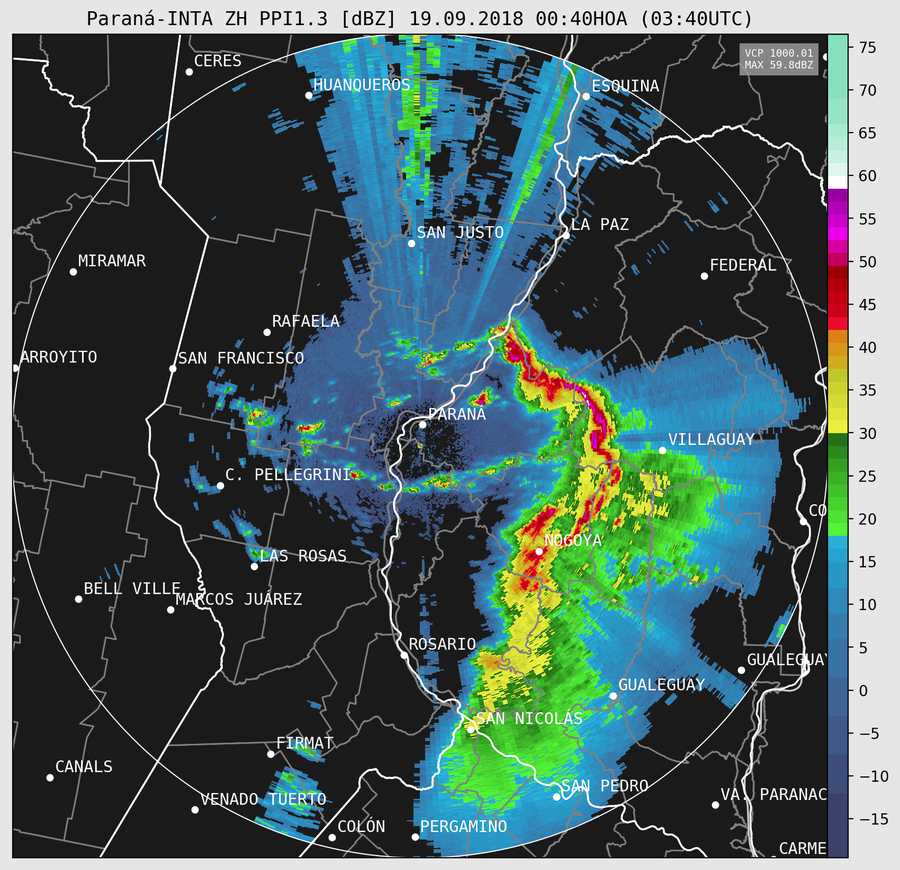 Paraná-INTA ZH PPI1.3 [dBZ] 19.09.2018 00:40HOA (03:40UTC)
VCP 1000.01
MAX 59.8dBZ
CERES
HUANQUEROS
ESQUINA
SAN JUSTO
LA PAZ
MIRAMAR
FEDERAL
RAFAELA
ARROYITO
SAN FRANCISCO
PARANÁ
VILLAGUAY
C. PELLEGRINI
CO
NOGOYA
LAS ROSAS
BELL VILLE
MARCOS JUÁREZ
ROSARIO
GUALEGUAY
GUALEGUAY
SAN NICOLÁS
FIRMAT
CANALS
SAN PEDRO
VENADO TUERTO
VA. PARANAC
COLÓN
PERGAMINO
CARME
75
70
65
60
55
50
45
40
35
30
25
20
15
10
5
0
−5
−10
−15